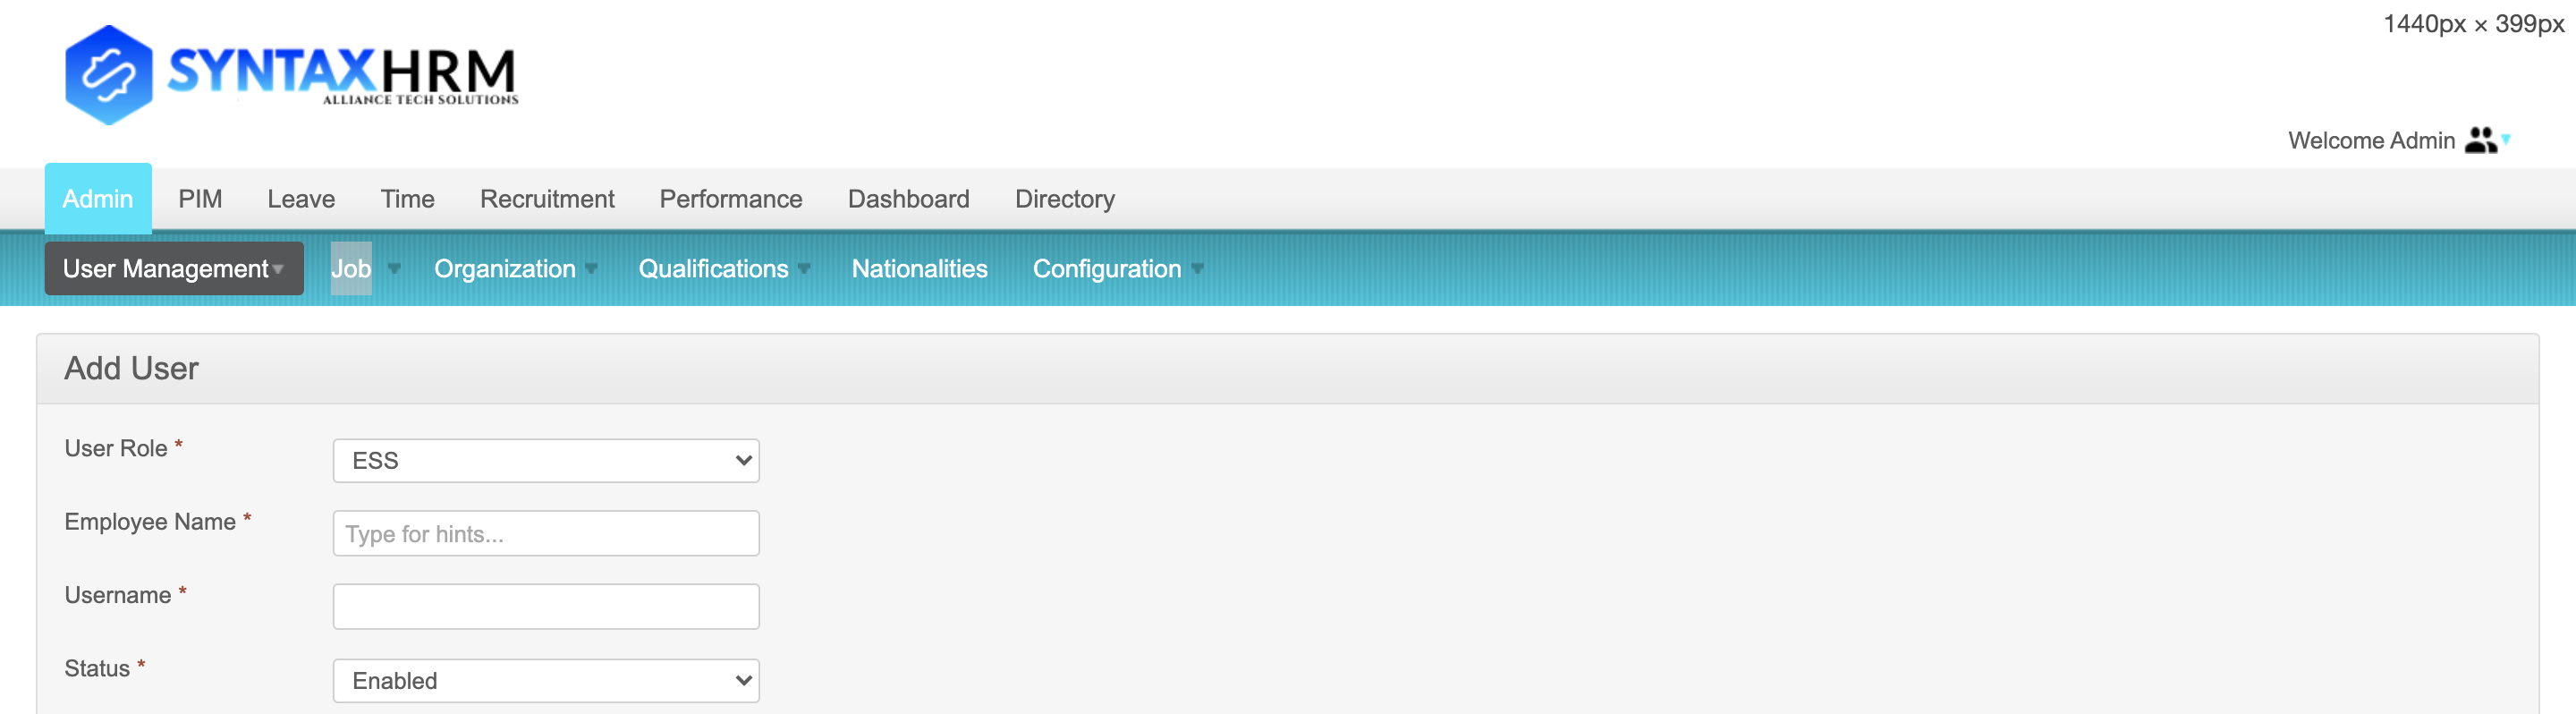 1440px × 399px
SYNTAXHRM
ALLIANCE TECH SOLUTIONS
Welcome Admin
Admin PIM Leave Time Recruitment Performance Dashboard Directory
User Management Job Organization Qualifications Nationalities Configuration
Add User
User Role * ESS
Employee Name * Type for hints...
Username *
Status * Enabled